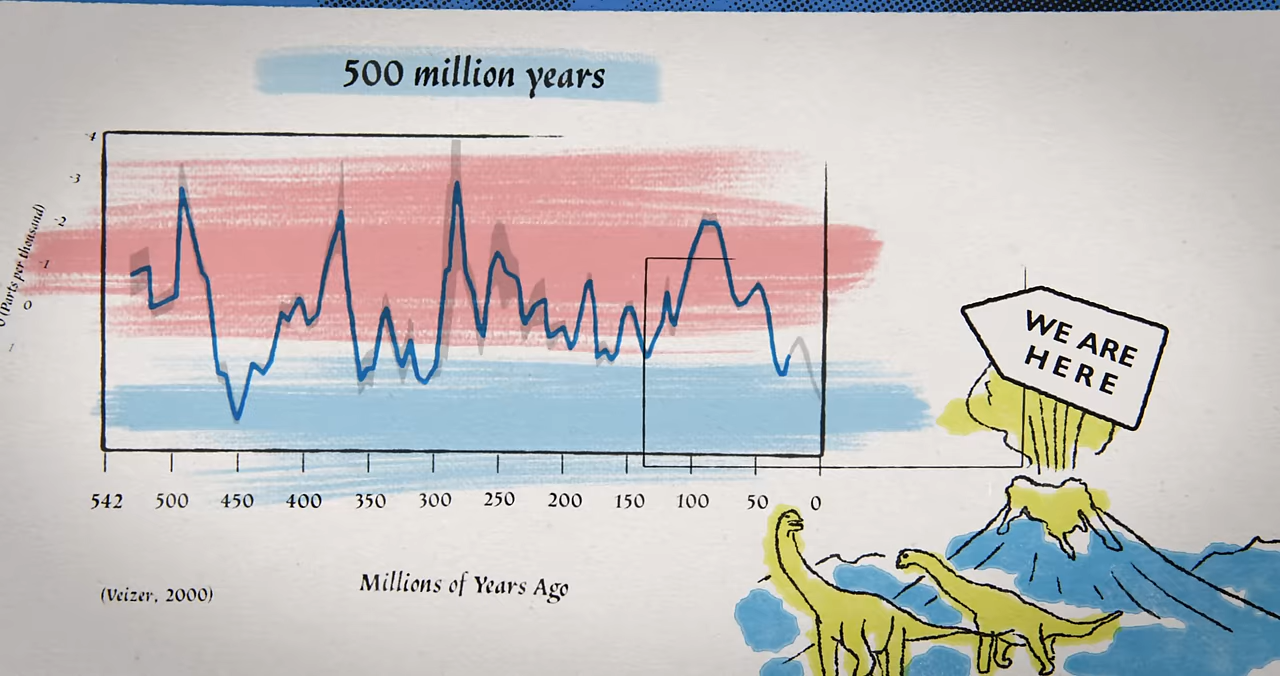 500 million years
-4
-3
-2
-1
0
(Parts per thousand)
WE ARE
HERE
542 500 450 400 350 300 250 200 150 100 50 0
Millions of Years Ago
(Veizer, 2000)